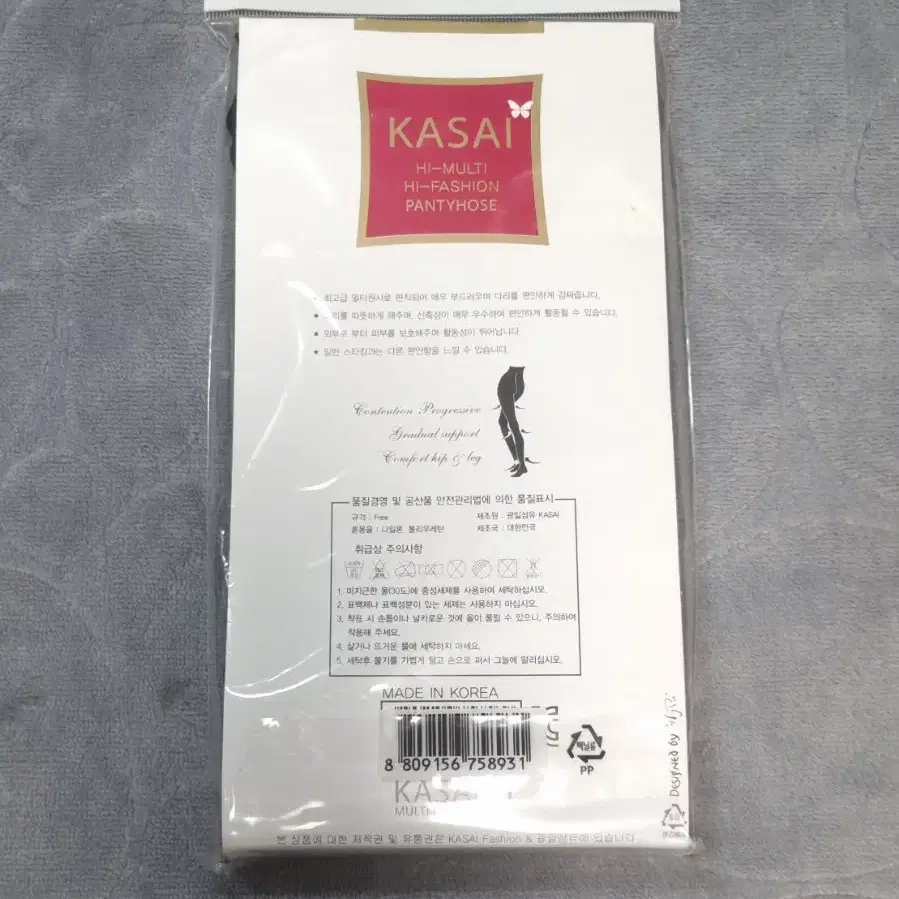 KASAI
HI-MULTI
HI-FASHION
PANTYHOSE
★ 최고급 멀티원사로 편직되어 매우 부드러우며 다리를 편안하게 감싸줍니다.
★ 다리를 따뜻하게 해주며, 신축성이 매우 우수하여 편안하게 활동할 수 있습니다.
★ 외부로 부터 피부를 보호해주며 활동성이 뛰어납니다.
★ 일반 스타킹과는 다른 편안함을 느낄 수 있습니다.
Contention Progressive
Gradual support
Comfort hip & leg
품질경영 및 공산품 안전관리법에 의한 품질표시
규격 : Free 제조원 : 광일섬유·KASAI
혼용율 : 나일론, 폴리우레탄 제조국 : 대한민국
취급상 주의사항
1. 미지근한 물(30도)에 중성세제를 사용하여 세탁하십시오.
2. 표백제나 표백성분이 있는 세제는 사용하지 마십시오.
3. 착용 시 손톱이나 날카로운 것에 올이 풀릴 수 있으니, 주의하여
착용해 주세요.
4. 삶거나 뜨거운 물에 세탁하지 마세요.
5. 세탁후 물기를 가볍게 털고 손으로 펴서 그늘에 말리십시오.
MADE IN KOREA
8 809156 758931
비닐류
PP
KASAI
MULTI
DESIGNED by
본 상품에 대한 저작권 및 유통권은 KASAI Fashion & 광일섬유에 있습니다